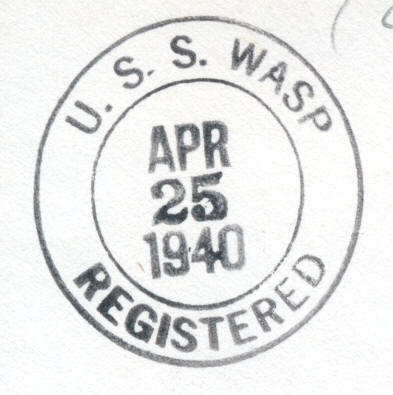 U. S. S. WASP
APR
25
1940
REGISTERED